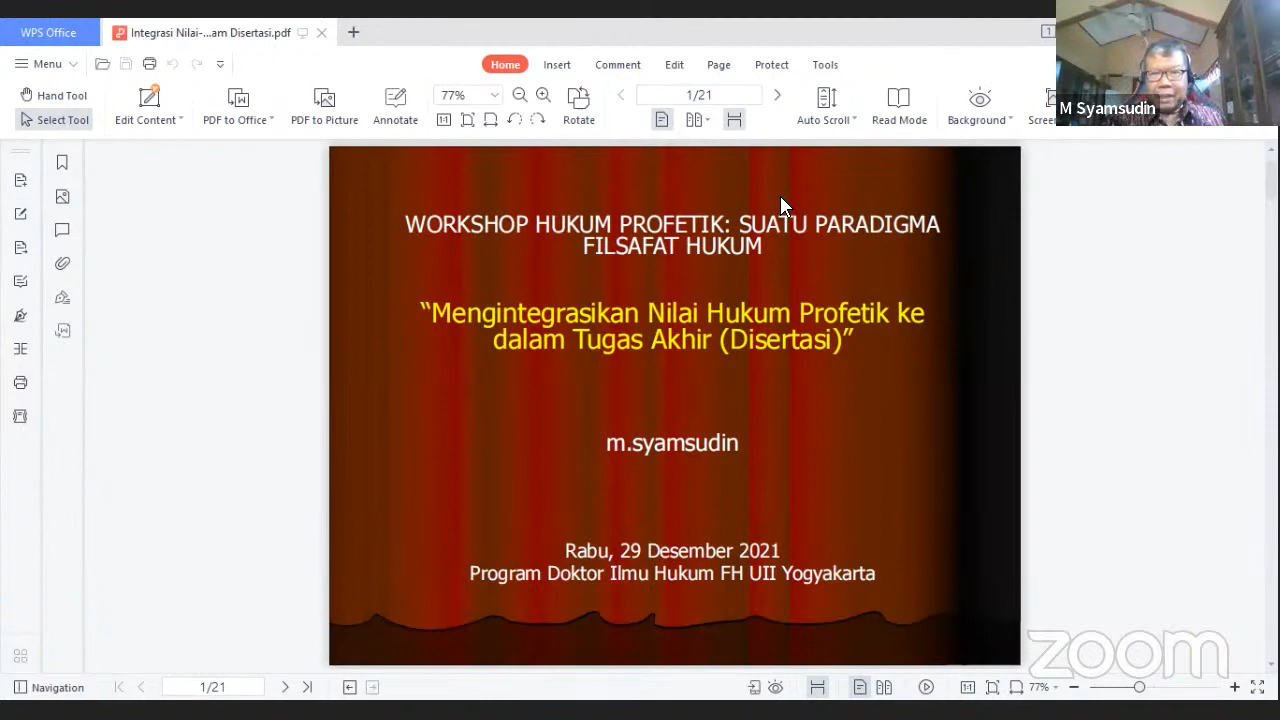 WPS Office
Integrasi Nilai-...am Disertasi.pdf
Menu
Home
Insert
Comment
Edit
Page
Protect
Tools
Hand Tool
Select Tool
Edit Content
PDF to Office
PDF to Picture
Annotate
77%
Rotate
1/21
Auto Scroll
Read Mode
Background
Screen
M Syamsudin
WORKSHOP HUKUM PROFETIK: SUATU PARADIGMA
FILSAFAT HUKUM
“Mengintegrasikan Nilai Hukum Profetik ke
dalam Tugas Akhir (Disertasi)”
m.syamsudin
Rabu, 29 Desember 2021
Program Doktor Ilmu Hukum FH UII Yogyakarta
zoom
Navigation
1/21
77%